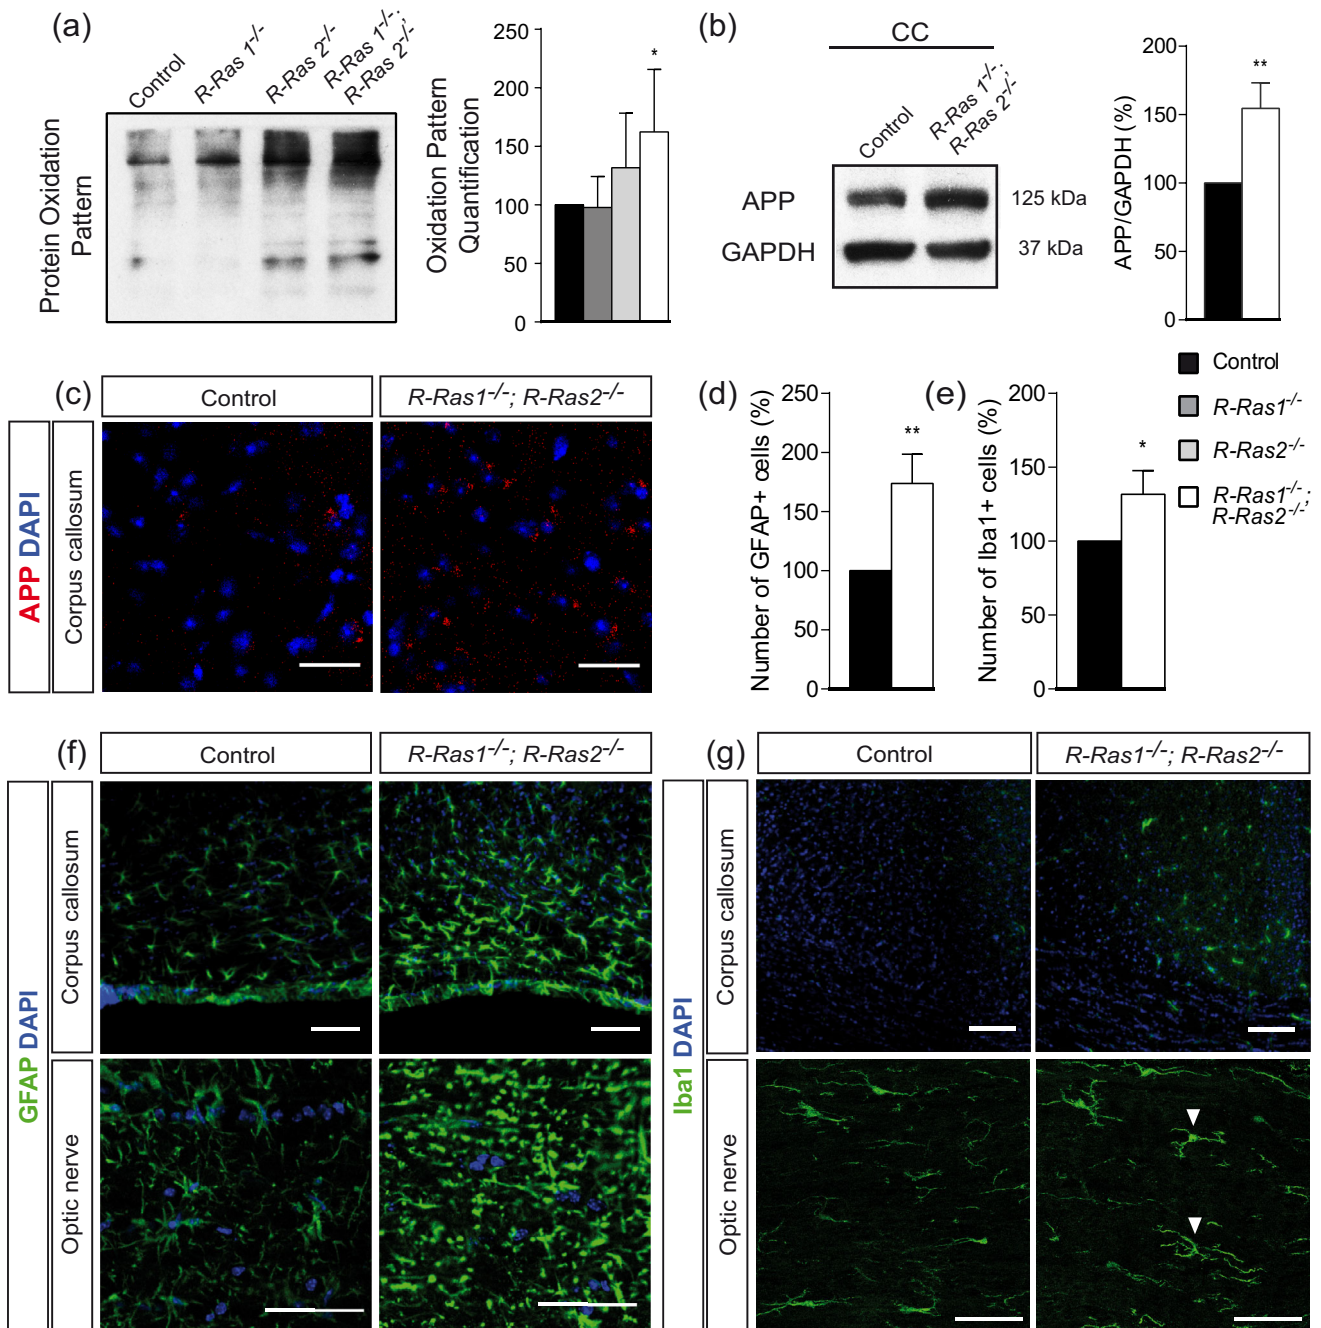 (a)
Control
R-Ras 1-/-
R-Ras 2-/-
R-Ras 1-/-;
R-Ras 2-/-
Protein Oxidation
Pattern
Oxidation Pattern
Quantification
250
200
150
100
50
0
*
(b)
CC
Control
R-Ras 1-/-;
R-Ras 2-/-
APP
125 kDa
GAPDH
37 kDa
APP/GAPDH (%)
200
150
100
50
0
**
Control
R-Ras1-/-
R-Ras2-/-
R-Ras1-/-;
R-Ras2-/-
(c)
Control
R-Ras1-/-; R-Ras2-/-
APP DAPI
Corpus callosum
(d)
Number of GFAP+ cells (%)
250
200
150
100
50
0
**
(e)
Number of Iba1+ cells (%)
200
150
100
50
0
*
(f)
Control
R-Ras1-/-; R-Ras2-/-
GFAP DAPI
Corpus callosum
Optic nerve
(g)
Control
R-Ras1-/-; R-Ras2-/-
Iba1 DAPI
Corpus callosum
Optic nerve